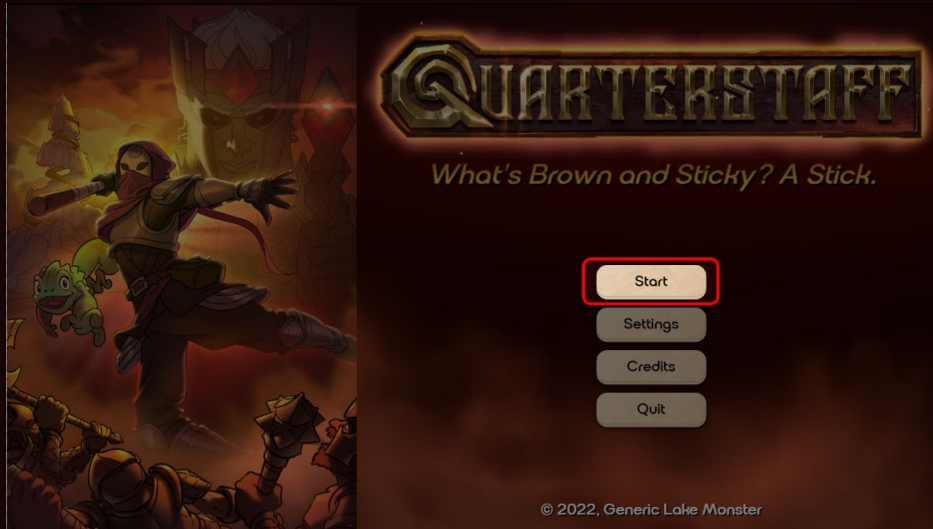 QUARTERSTAFF
What's Brown and Sticky? A Stick.
Start
Settings
Credits
Quit
© 2022, Generic Lake Monster